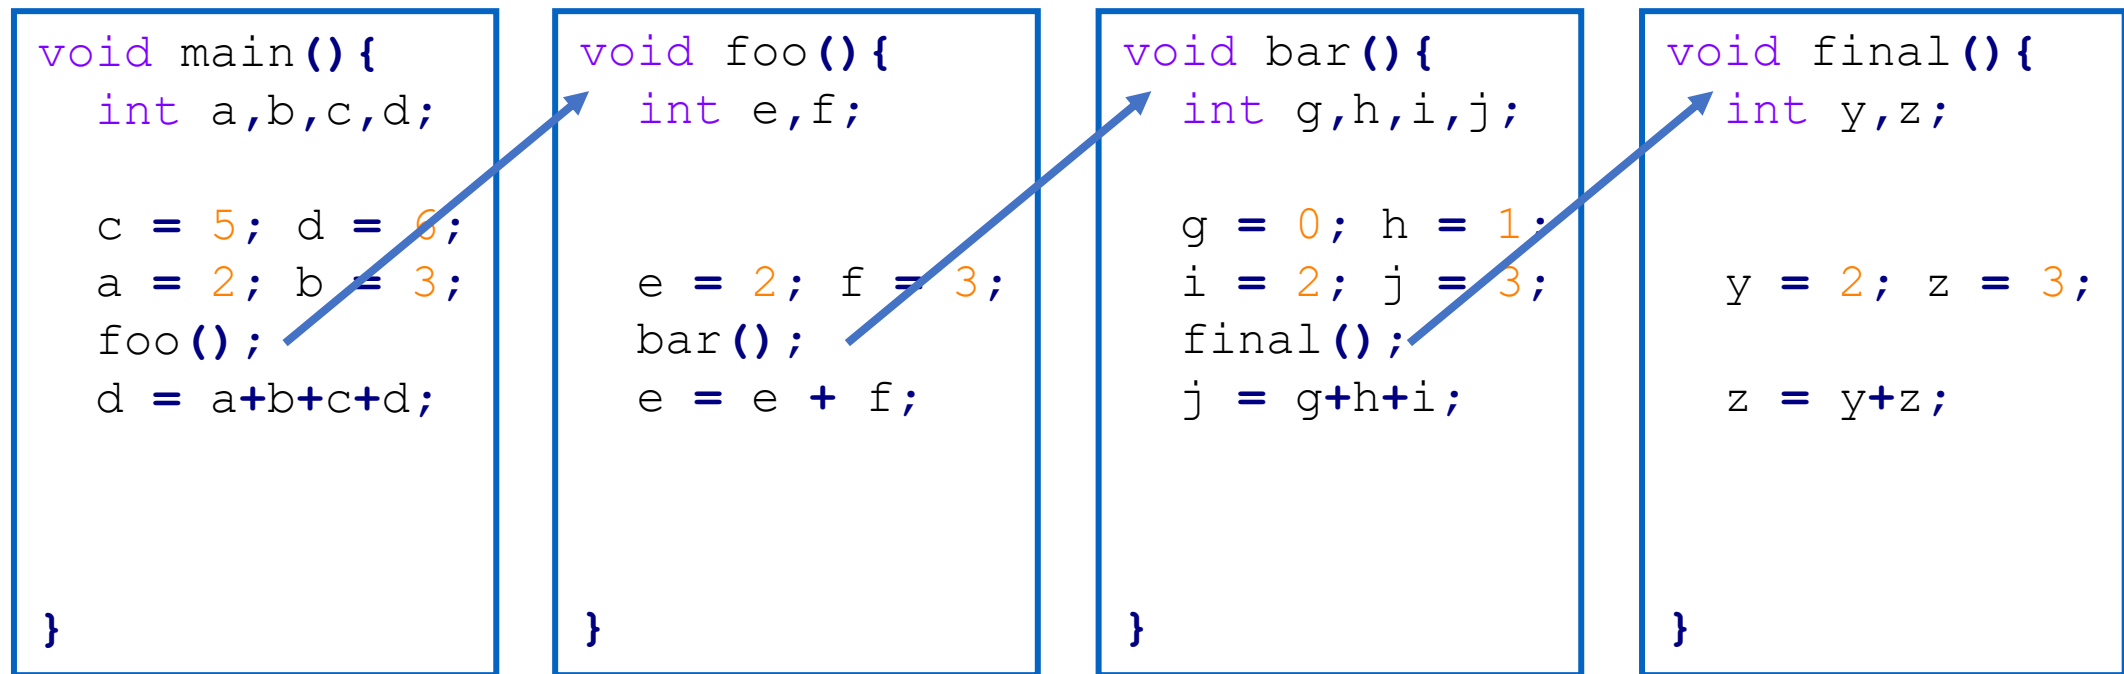 void main(){
int a,b,c,d;
c = 5; d = 6;
a = 2; b = 3;
foo();
d = a+b+c+d;
}
void foo(){
int e,f;
e = 2; f = 3;
bar();
e = e + f;
}
void bar(){
int g,h,i,j;
g = 0; h = 1;
i = 2; j = 3;
final();
j = g+h+i;
}
void final(){
int y,z;
y = 2; z = 3;
z = y+z;
}